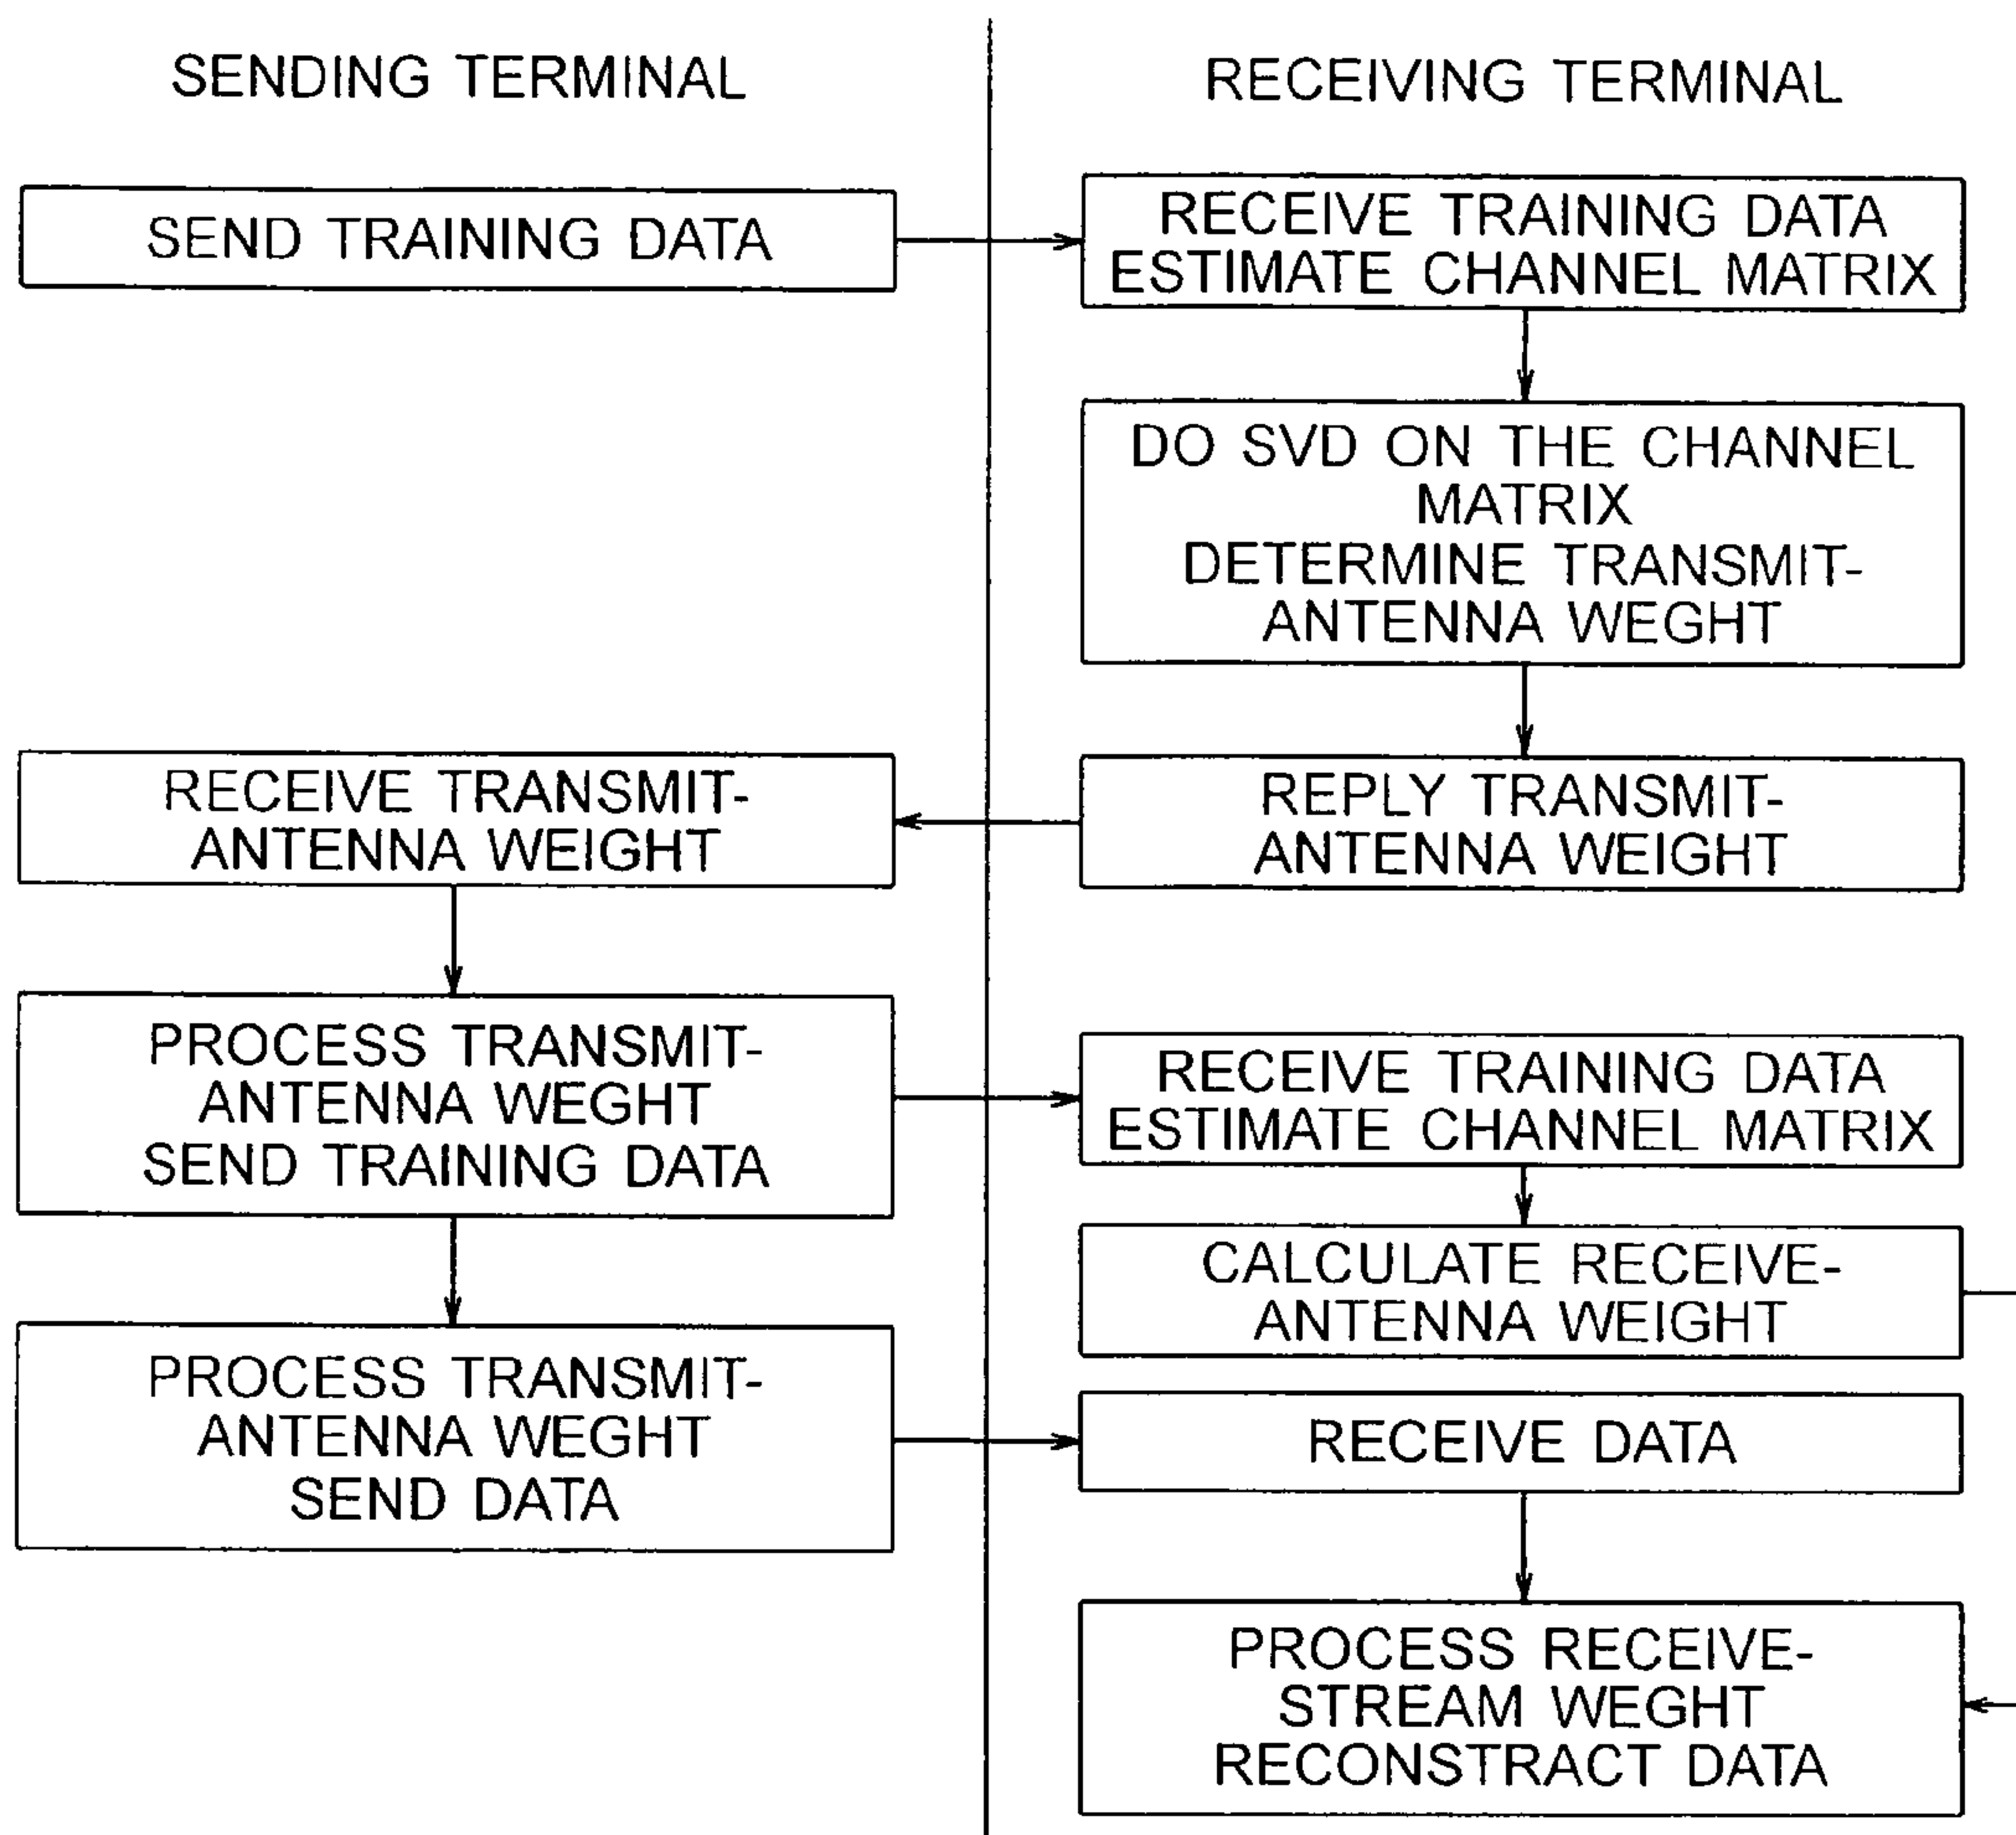 SENDING TERMINAL
RECEIVING TERMINAL
SEND TRAINING DATA
RECEIVE TRAINING DATA
ESTIMATE CHANNEL MATRIX
DO SVD ON THE CHANNEL
MATRIX
DETERMINE TRANSMIT-
ANTENNA WEGHT
RECEIVE TRANSMIT-
ANTENNA WEIGHT
REPLY TRANSMIT-
ANTENNA WEIGHT
PROCESS TRANSMIT-
ANTENNA WEGHT
SEND TRAINING DATA
RECEIVE TRAINING DATA
ESTIMATE CHANNEL MATRIX
CALCULATE RECEIVE-
ANTENNA WEIGHT
PROCESS TRANSMIT-
ANTENNA WEGHT
SEND DATA
RECEIVE DATA
PROCESS RECEIVE-
STREAM WEGHT
RECONSTRACT DATA